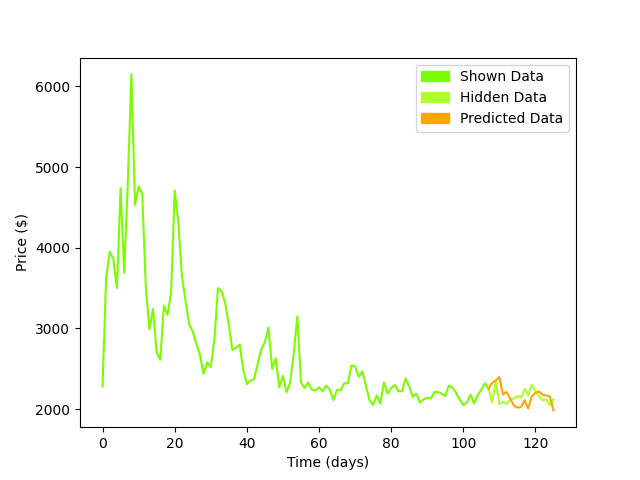 Shown Data
Hidden Data
Predicted Data
6000
5000
4000
3000
2000
Price ($)
0 20 40 60 80 100 120
Time (days)